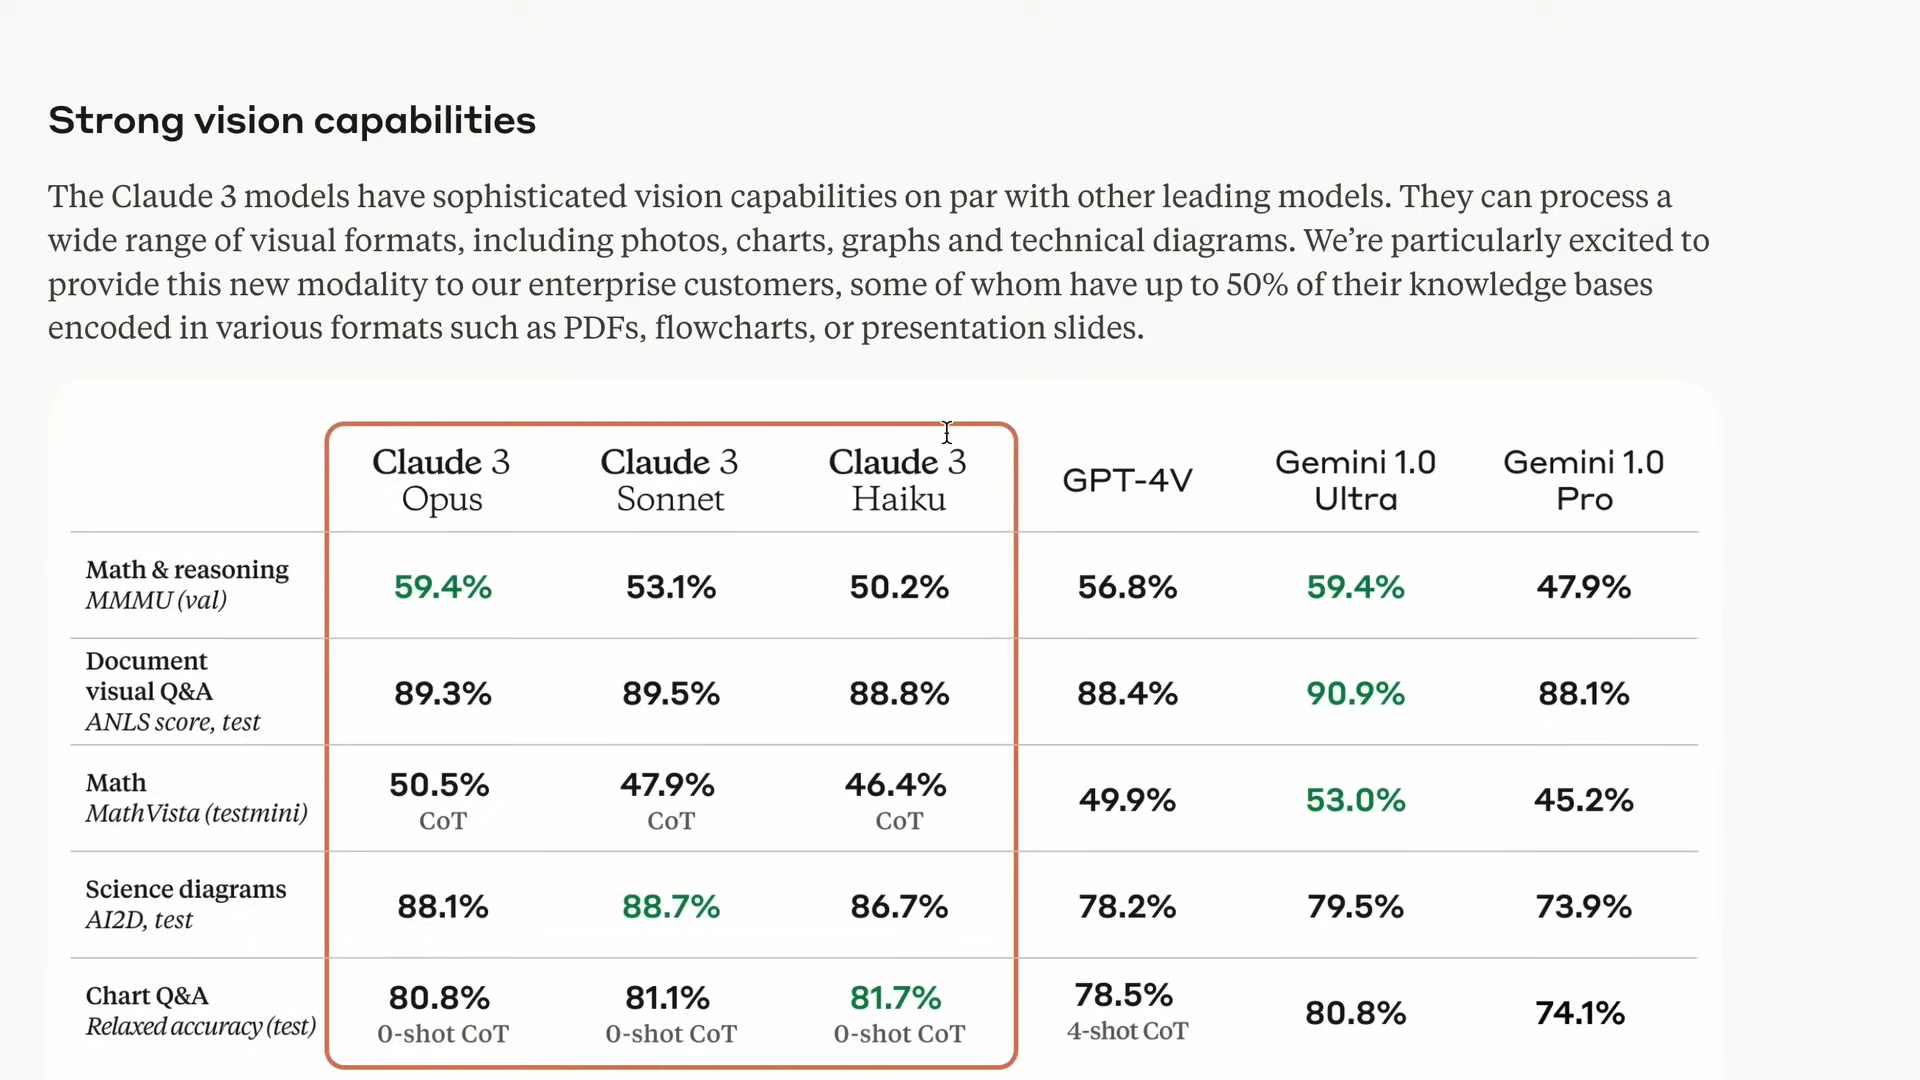 Strong vision capabilities
The Claude 3 models have sophisticated vision capabilities on par with other leading models. They can process a
wide range of visual formats, including photos, charts, graphs and technical diagrams. We’re particularly excited to
provide this new modality to our enterprise customers, some of whom have up to 50% of their knowledge bases
encoded in various formats such as PDFs, flowcharts, or presentation slides.
Claude 3 Opus Claude 3 Sonnet Claude 3 Haiku GPT-4V Gemini 1.0 Ultra Gemini 1.0 Pro
Math & reasoning
MMMU (val)
59.4% 53.1% 50.2% 56.8% 59.4% 47.9%
Document
visual Q&A
ANLS score, test
89.3% 89.5% 88.8% 88.4% 90.9% 88.1%
Math
MathVista (testmini)
50.5% 47.9% 46.4% 49.9% 53.0% 45.2%
CoT CoT CoT
Science diagrams
AI2D, test
88.1% 88.7% 86.7% 78.2% 79.5% 73.9%
Chart Q&A
Relaxed accuracy (test)
80.8% 81.1% 81.7% 78.5% 80.8% 74.1%
0-shot CoT 0-shot CoT 0-shot CoT 4-shot CoT